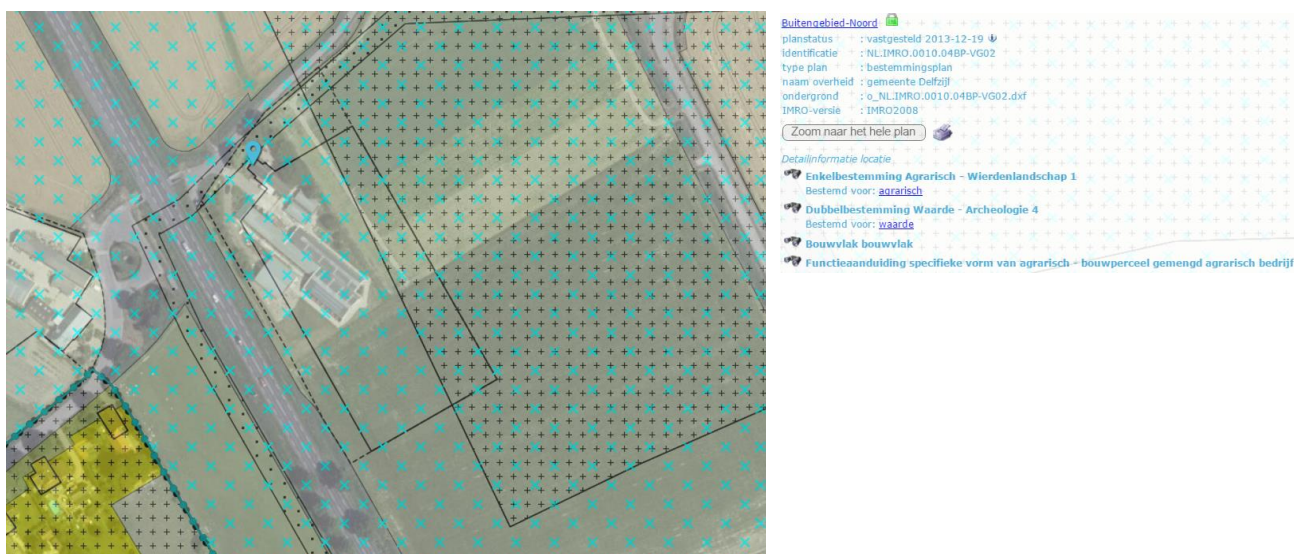 Buitengebied-Noord
planstatus : vastgesteld 2013-12-19
identificatie : NL.IMRO.0010.04BP-VG02
type plan : bestemmingsplan
naam overheid : gemeente Delfzijl
ondergrond : o_NL.IMRO.0010.04BP-VG02.dxf
IMRO-versie : IMRO2008
Zoom naar het hele plan
Detailinformatie locatie
Enkelbestemming Agrarisch - Wierdenlandschap 1
Bestemd voor: agrarisch
Dubbelbestemming Waarde - Archeologie 4
Bestemd voor: waarde
Bouwvlak bouwvlak
Functieaanduiding specifieke vorm van agrarisch - bouwperceel gemengd agrarisch bedrijf